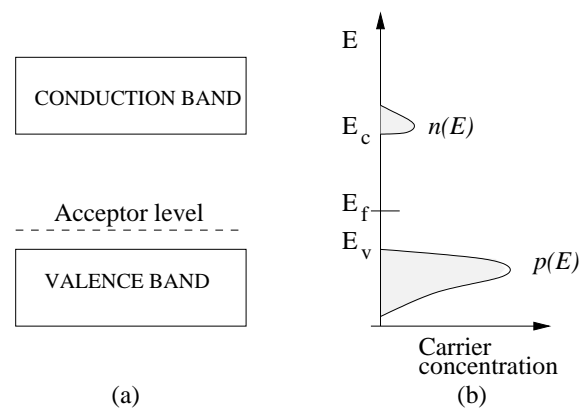 CONDUCTION BAND
Acceptor level
VALENCE BAND
(a)
E
E_c
n(E)
E_f
E_v
p(E)
Carrier
concentration
(b)